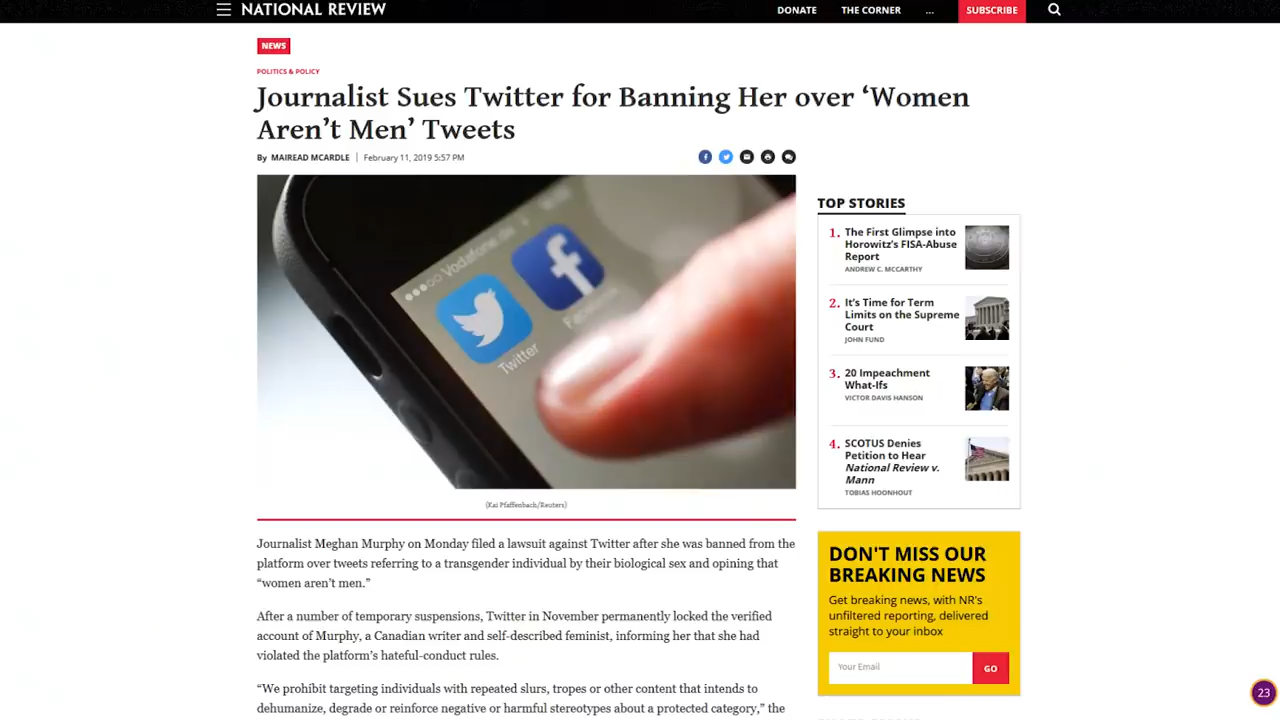 NATIONAL REVIEW
DONATE THE CORNER ... SUBSCRIBE
NEWS
POLITICS & POLICY
Journalist Sues Twitter for Banning Her over ‘Women
Aren’t Men’ Tweets
By MAIREAD MCARDLE | February 11, 2019 5:57 PM
Vodafone.de
Twitter
Facebook
(Kai Pfaffenbach/Reuters)
Journalist Meghan Murphy on Monday filed a lawsuit against Twitter after she was banned from the
platform over tweets referring to a transgender individual by their biological sex and opining that
“women aren’t men.”
After a number of temporary suspensions, Twitter in November permanently locked the verified
account of Murphy, a Canadian writer and self-described feminist, informing her that she had
violated the platform’s hateful-conduct rules.
“We prohibit targeting individuals with repeated slurs, tropes or other content that intends to
dehumanize, degrade or reinforce negative or harmful stereotypes about a protected category,” the
TOP STORIES
1. The First Glimpse into
Horowitz’s FISA-Abuse
Report
ANDREW C. MCCARTHY
2. It’s Time for Term
Limits on the Supreme
Court
JOHN FUND
3. 20 Impeachment
What-Ifs
VICTOR DAVIS HANSON
4. SCOTUS Denies
Petition to Hear
National Review v.
Mann
TOBIAS HOONHOUT
DON'T MISS OUR
BREAKING NEWS
Get breaking news, with NR's
unfiltered reporting, delivered
straight to your inbox
Your Email GO
23